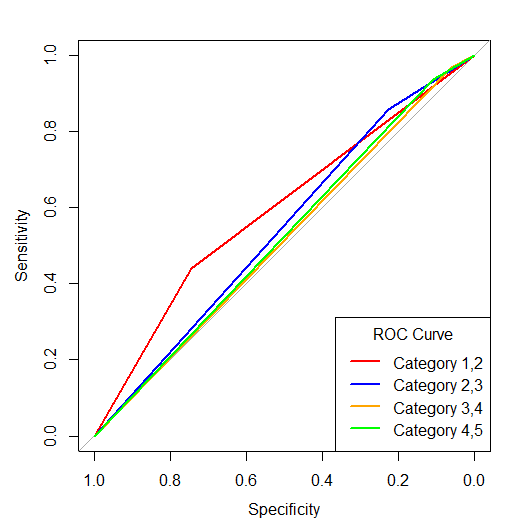 1.0
0.8
0.6
0.4
0.2
0.0
Sensitivity
ROC Curve
Category 1,2
Category 2,3
Category 3,4
Category 4,5
1.0 0.8 0.6 0.4 0.2 0.0
Specificity